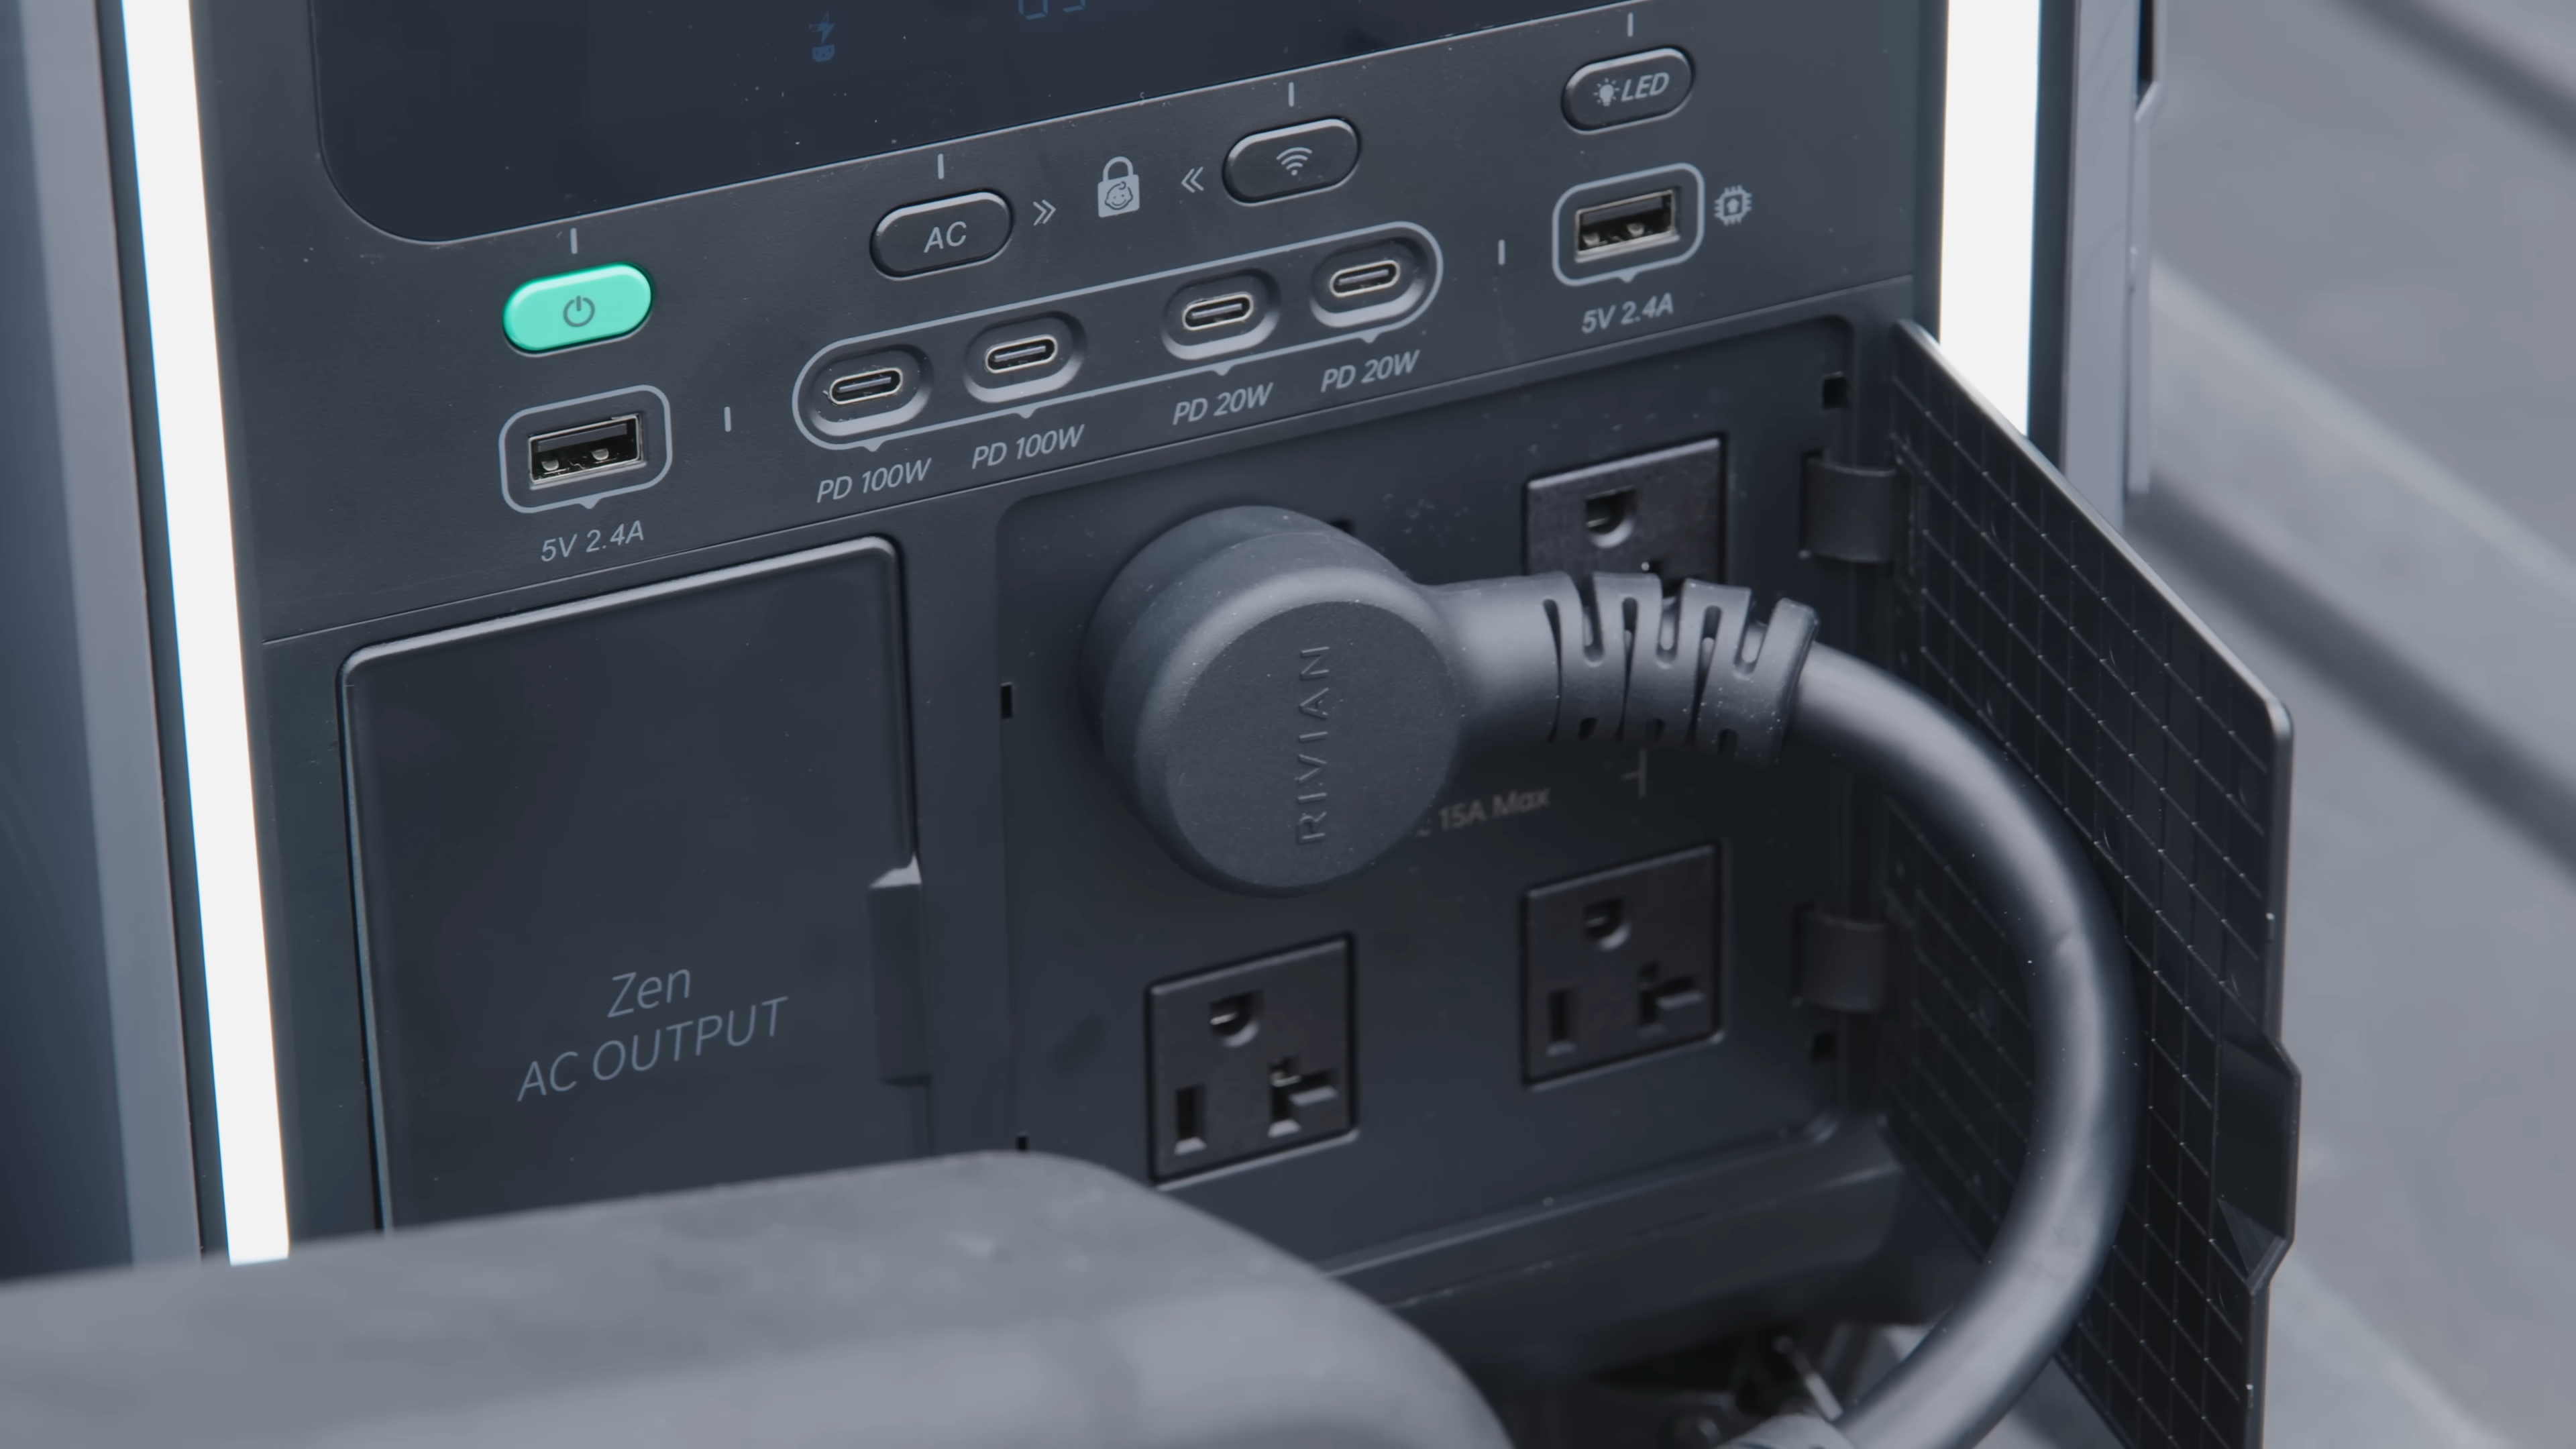 LED
AC
5V 2.4A
PD 20W
PD 20W
PD 100W
PD 100W
5V 2.4A
RIVIAN
15A Max
Zen
AC OUTPUT